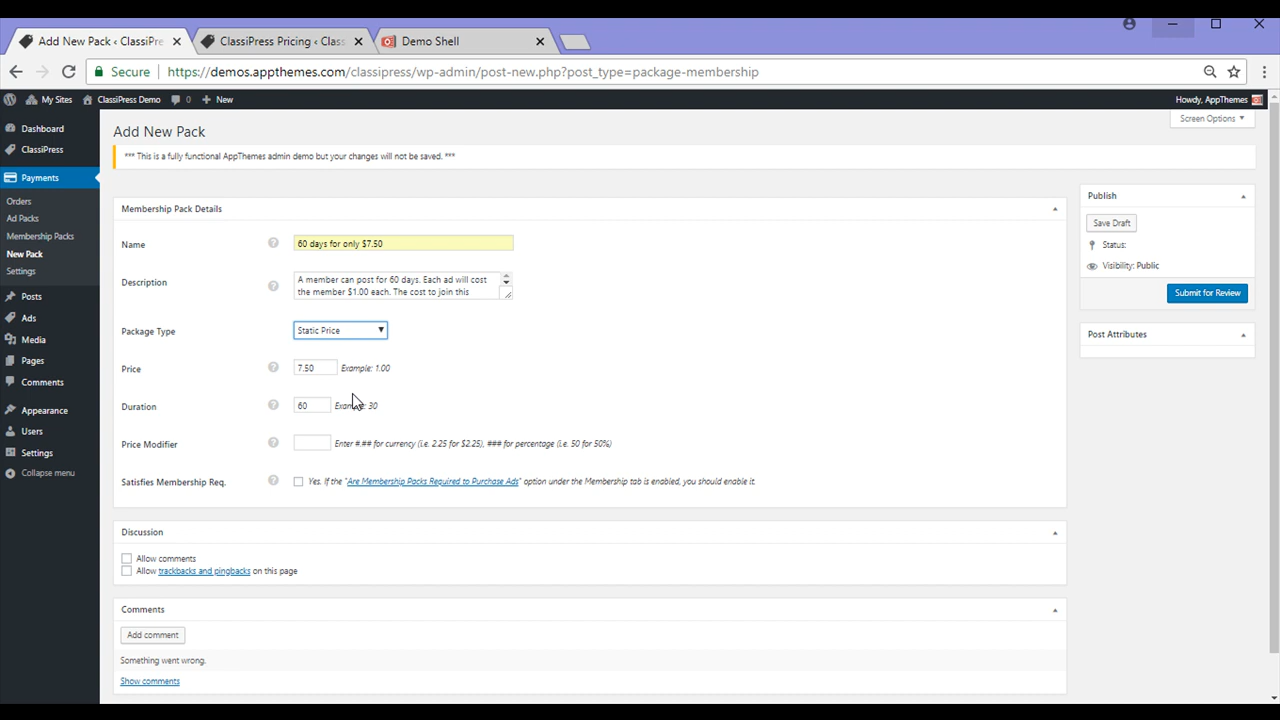 Add New Pack ‹ ClassiPre
ClassiPress Pricing ‹ Class
Demo Shell
Secure https://demos.appthemes.com/classipress/wp-admin/post-new.php?post_type=package-membership
My Sites ClassiPress Demo 0 + New Howdy, AppThemes
Screen Options ▼
Dashboard
ClassiPress
Payments
Orders
Ad Packs
Membership Packs
New Pack
Settings
Posts
Ads
Media
Pages
Comments
Appearance
Users
Settings
Collapse menu
Add New Pack
*** This is a fully functional AppThemes admin demo but your changes will not be saved. ***
Membership Pack Details
Name ? 60 days for only $7.50
Description ? A member can post for 60 days. Each ad will cost
the member $1.00 each. The cost to join this
Package Type Static Price
Price ? 7.50 Example: 1.00
Duration ? 60 Example: 30
Price Modifier ? Enter #.## for currency (i.e. 2.25 for $2.25), ### for percentage (i.e. 50 for 50%)
Satisfies Membership Req. ? Yes. If the "Are Membership Packs Required to Purchase Ads" option under the Membership tab is enabled, you should enable it.
Discussion
Allow comments
Allow trackbacks and pingbacks on this page
Comments
Add comment
Something went wrong.
Show comments
Publish
Save Draft
Status:
Visibility: Public
Submit for Review
Post Attributes